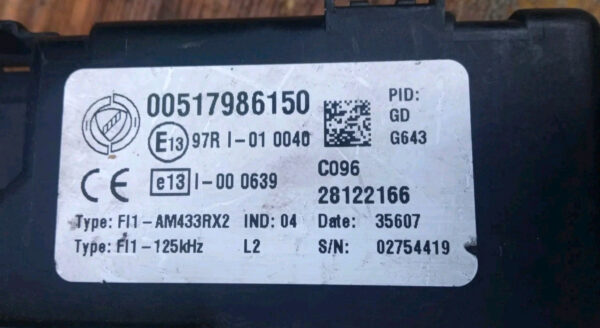 00517986150
PID:
GD
G643
E13 97R I-01 0040
C096
CE e13 I-00 0639
28122166
Type: FI1-AM433RX2 IND: 04 Date: 35607
Type: FI1-125kHz L2 S/N: 02754419